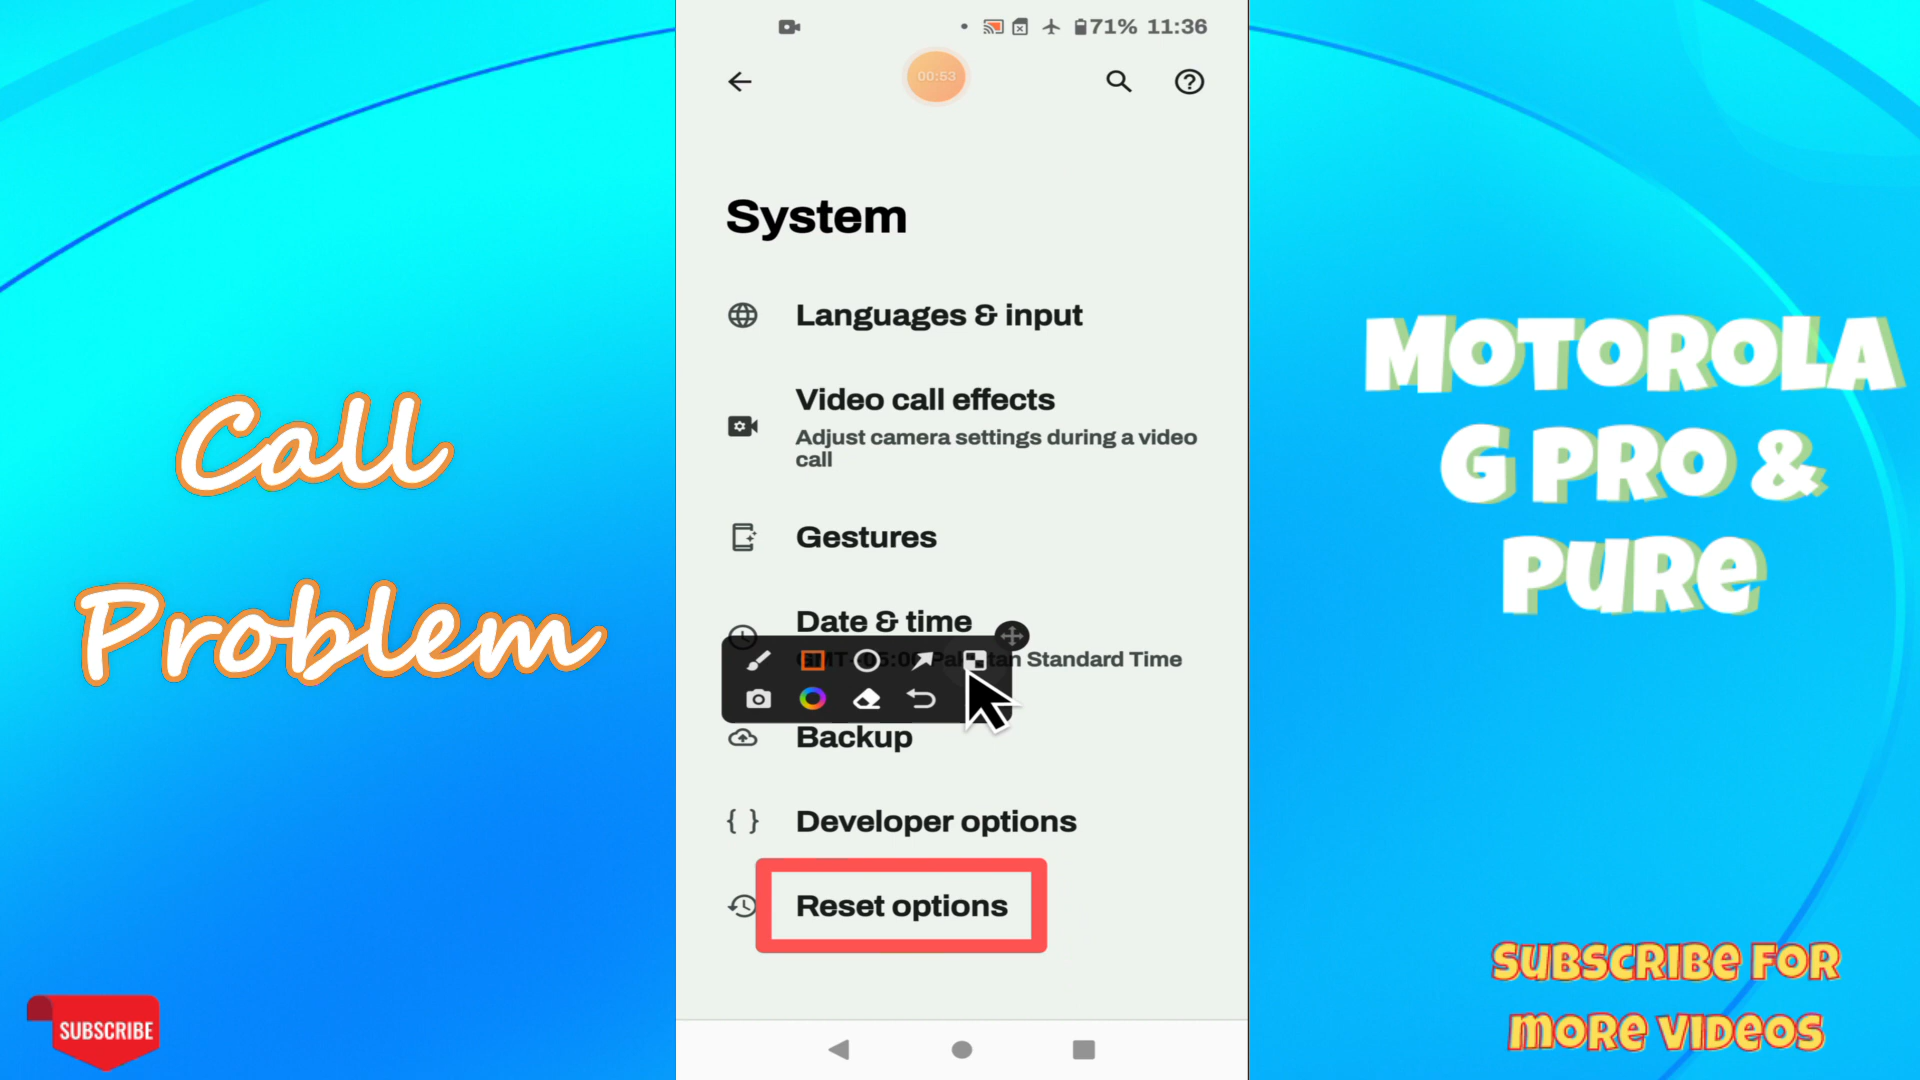 71% 11:36
00:53
System
Languages & input
Video call effects
Adjust camera settings during a video
call
Gestures
Date & time
Standard Time
Backup
Developer options
Reset options
Call
Problem
MOTOROLA
G PRO &
PURE
SUBSCRIBE
SUBSCRIBE FOR
MORE VIDEOS